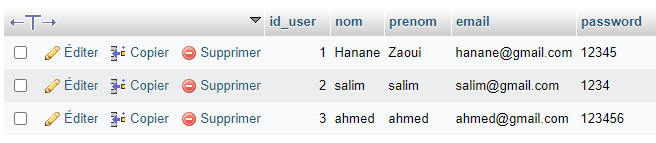 id_user nom prenom email password
Éditer Copier Supprimer 1 Hanane Zaoui hanane@gmail.com 12345
Éditer Copier Supprimer 2 salim salim salim@gmail.com 1234
Éditer Copier Supprimer 3 ahmed ahmed ahmed@gmail.com 123456